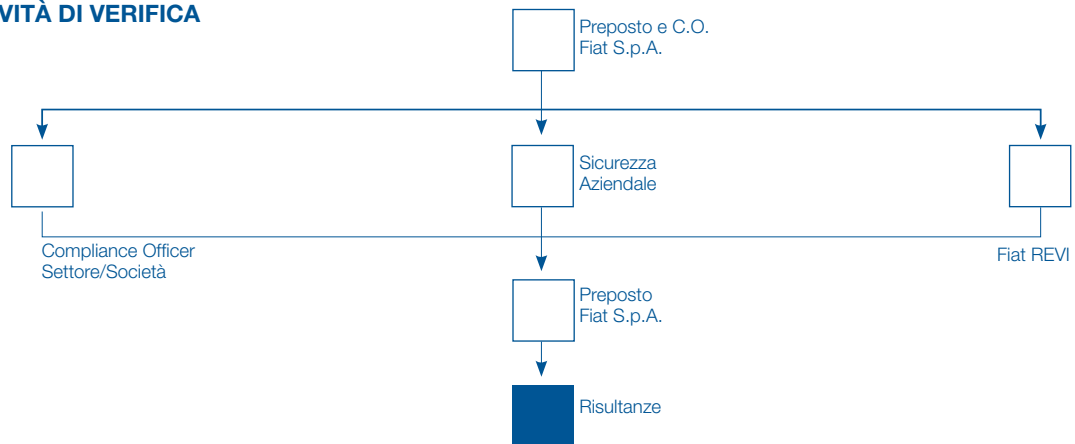 VITÀ DI VERIFICA
Preposto e C.O.
Fiat S.p.A.
Sicurezza
Aziendale
Compliance Officer
Settore/Società
Fiat REVI
Preposto
Fiat S.p.A.
Risultanze